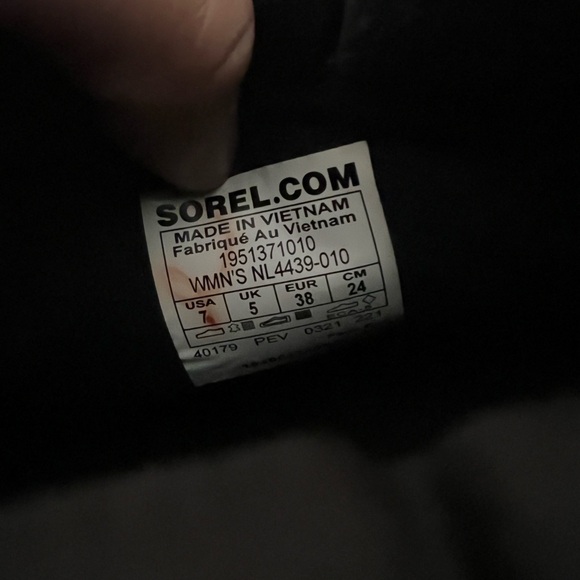 SOREL.COM
MADE IN VIETNAM
Fabriqué Au Vietnam
1951371010
WMN'S NL4439-010
USA UK EUR CM
7 5 38 24
40179 PEV 0321 221